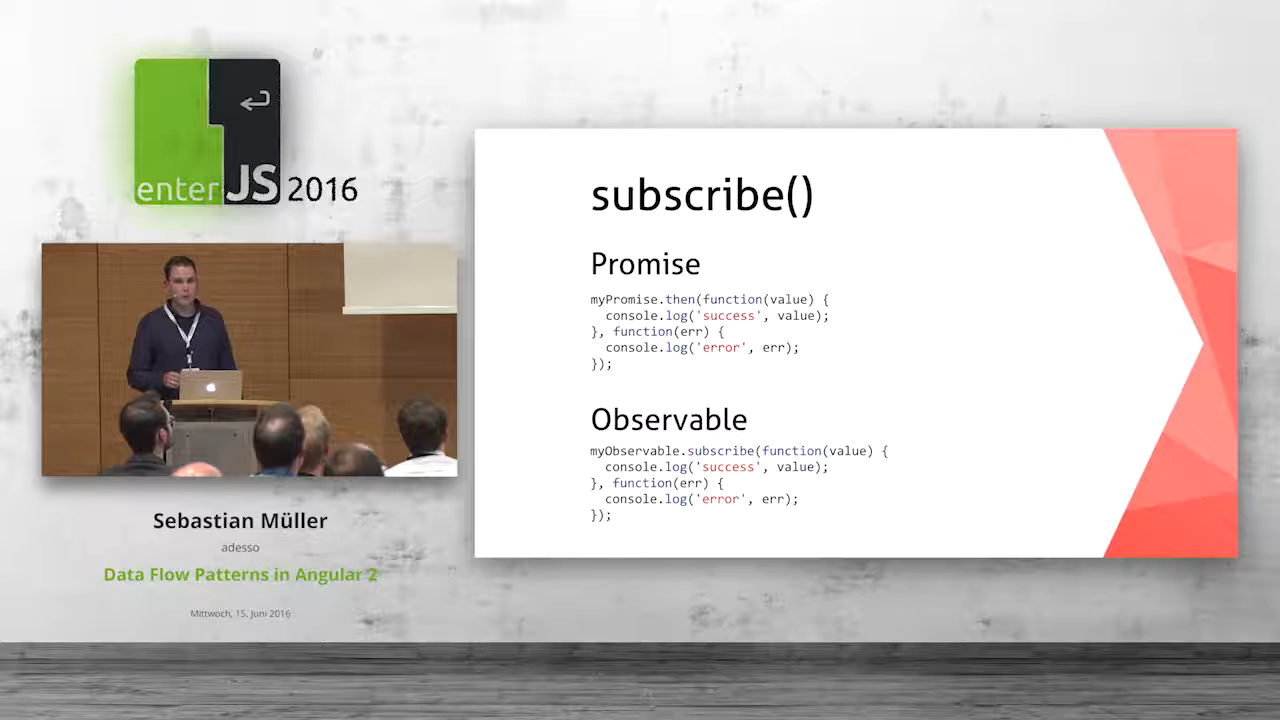 enterJS 2016
Sebastian Müller
adesso
Data Flow Patterns in Angular 2
Mittwoch, 15. Juni 2016
subscribe()
Promise
myPromise.then(function(value) {
  console.log('success', value);
}, function(err) {
  console.log('error', err);
});
Observable
myObservable.subscribe(function(value) {
  console.log('success', value);
}, function(err) {
  console.log('error', err);
});